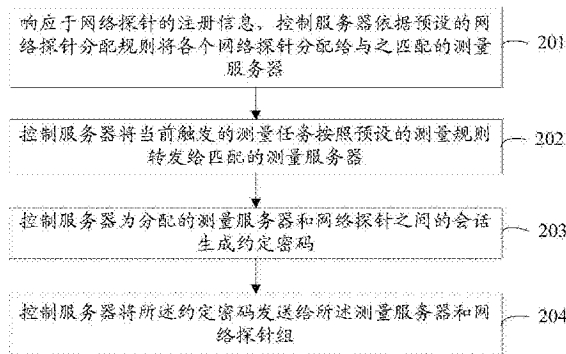 响应于网络探针的注册信息，控制服务器依据预设的网
络探针分配规则将各个网络探针分配给与之匹配的测量
服务器
201
控制服务器将当前触发的测量任务按照预设的测量规则
转发给匹配的测量服务器
202
控制服务器为分配的测量服务器和网络探针之间的会话
生成约定密码
203
控制服务器将所述约定密码发送给所述测量服务器和网
络探针组
204